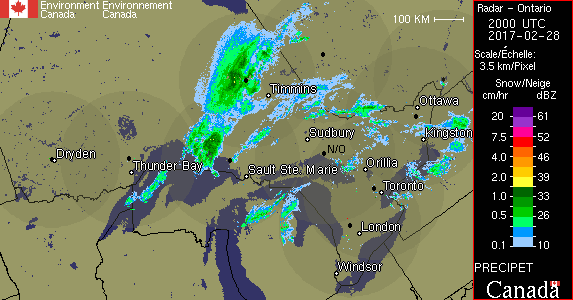 Environment Environnement
Canada Canada
100 KM
Timmins
Ottawa
Sudbury
Kingston
N/O
Dryden
Thunder Bay
Sault Ste. Marie
Orillia
Toronto
London
Windsor
Radar - Ontario
2000 UTC
2017-02-28
Scale/Échelle:
3.5 km/Pixel
Snow/Neige
cm/hr dBZ
20 61
7.5 52
4.0 46
2.0 39
1.0 33
0.5 26
0.1 10
PRECIPET
Canada